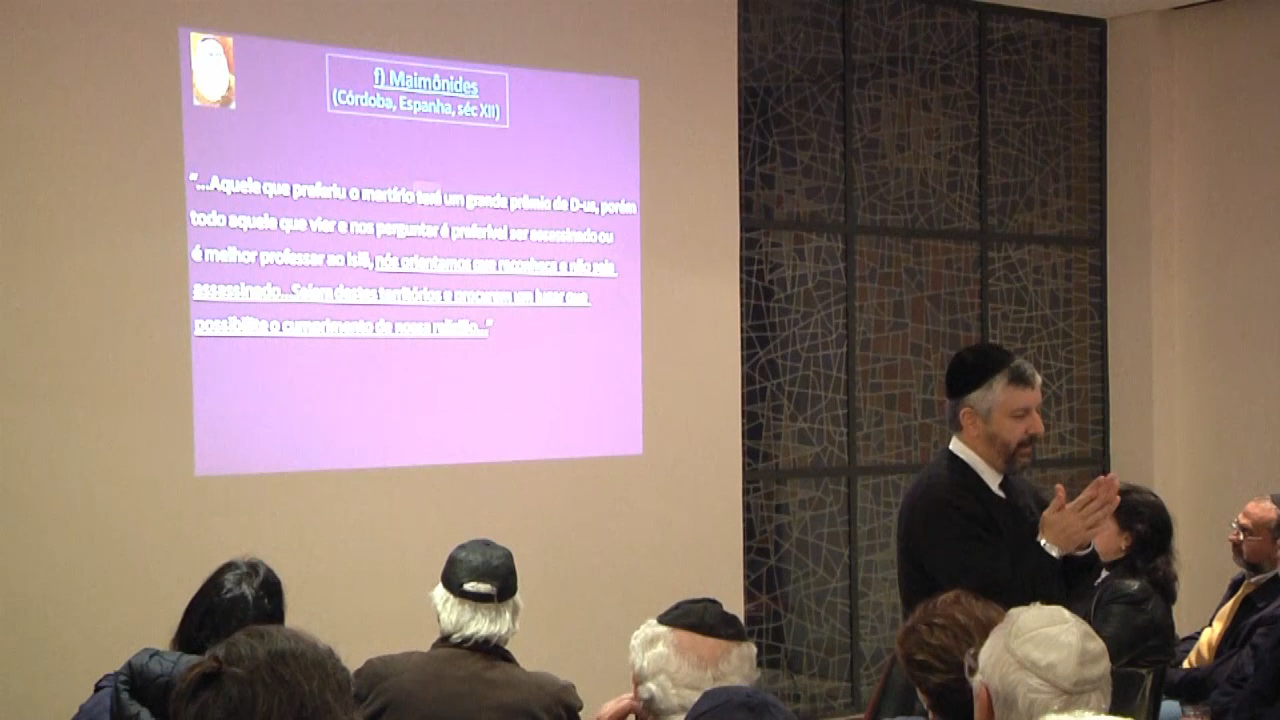 f) Maimônides
(Córdoba, Espanha, séc XII)
"...Aquele que preferiu o martírio terá um grande prêmio de D-us, porém
todo aquele que vier e nos perguntar é preferível ser assassinado ou
é melhor professar ao Islã, nós orientamos que reconheça e não seja
assassinado...Saiam destes territórios e procurem um lugar que
possibilite o cumprimento de nossa religião..."